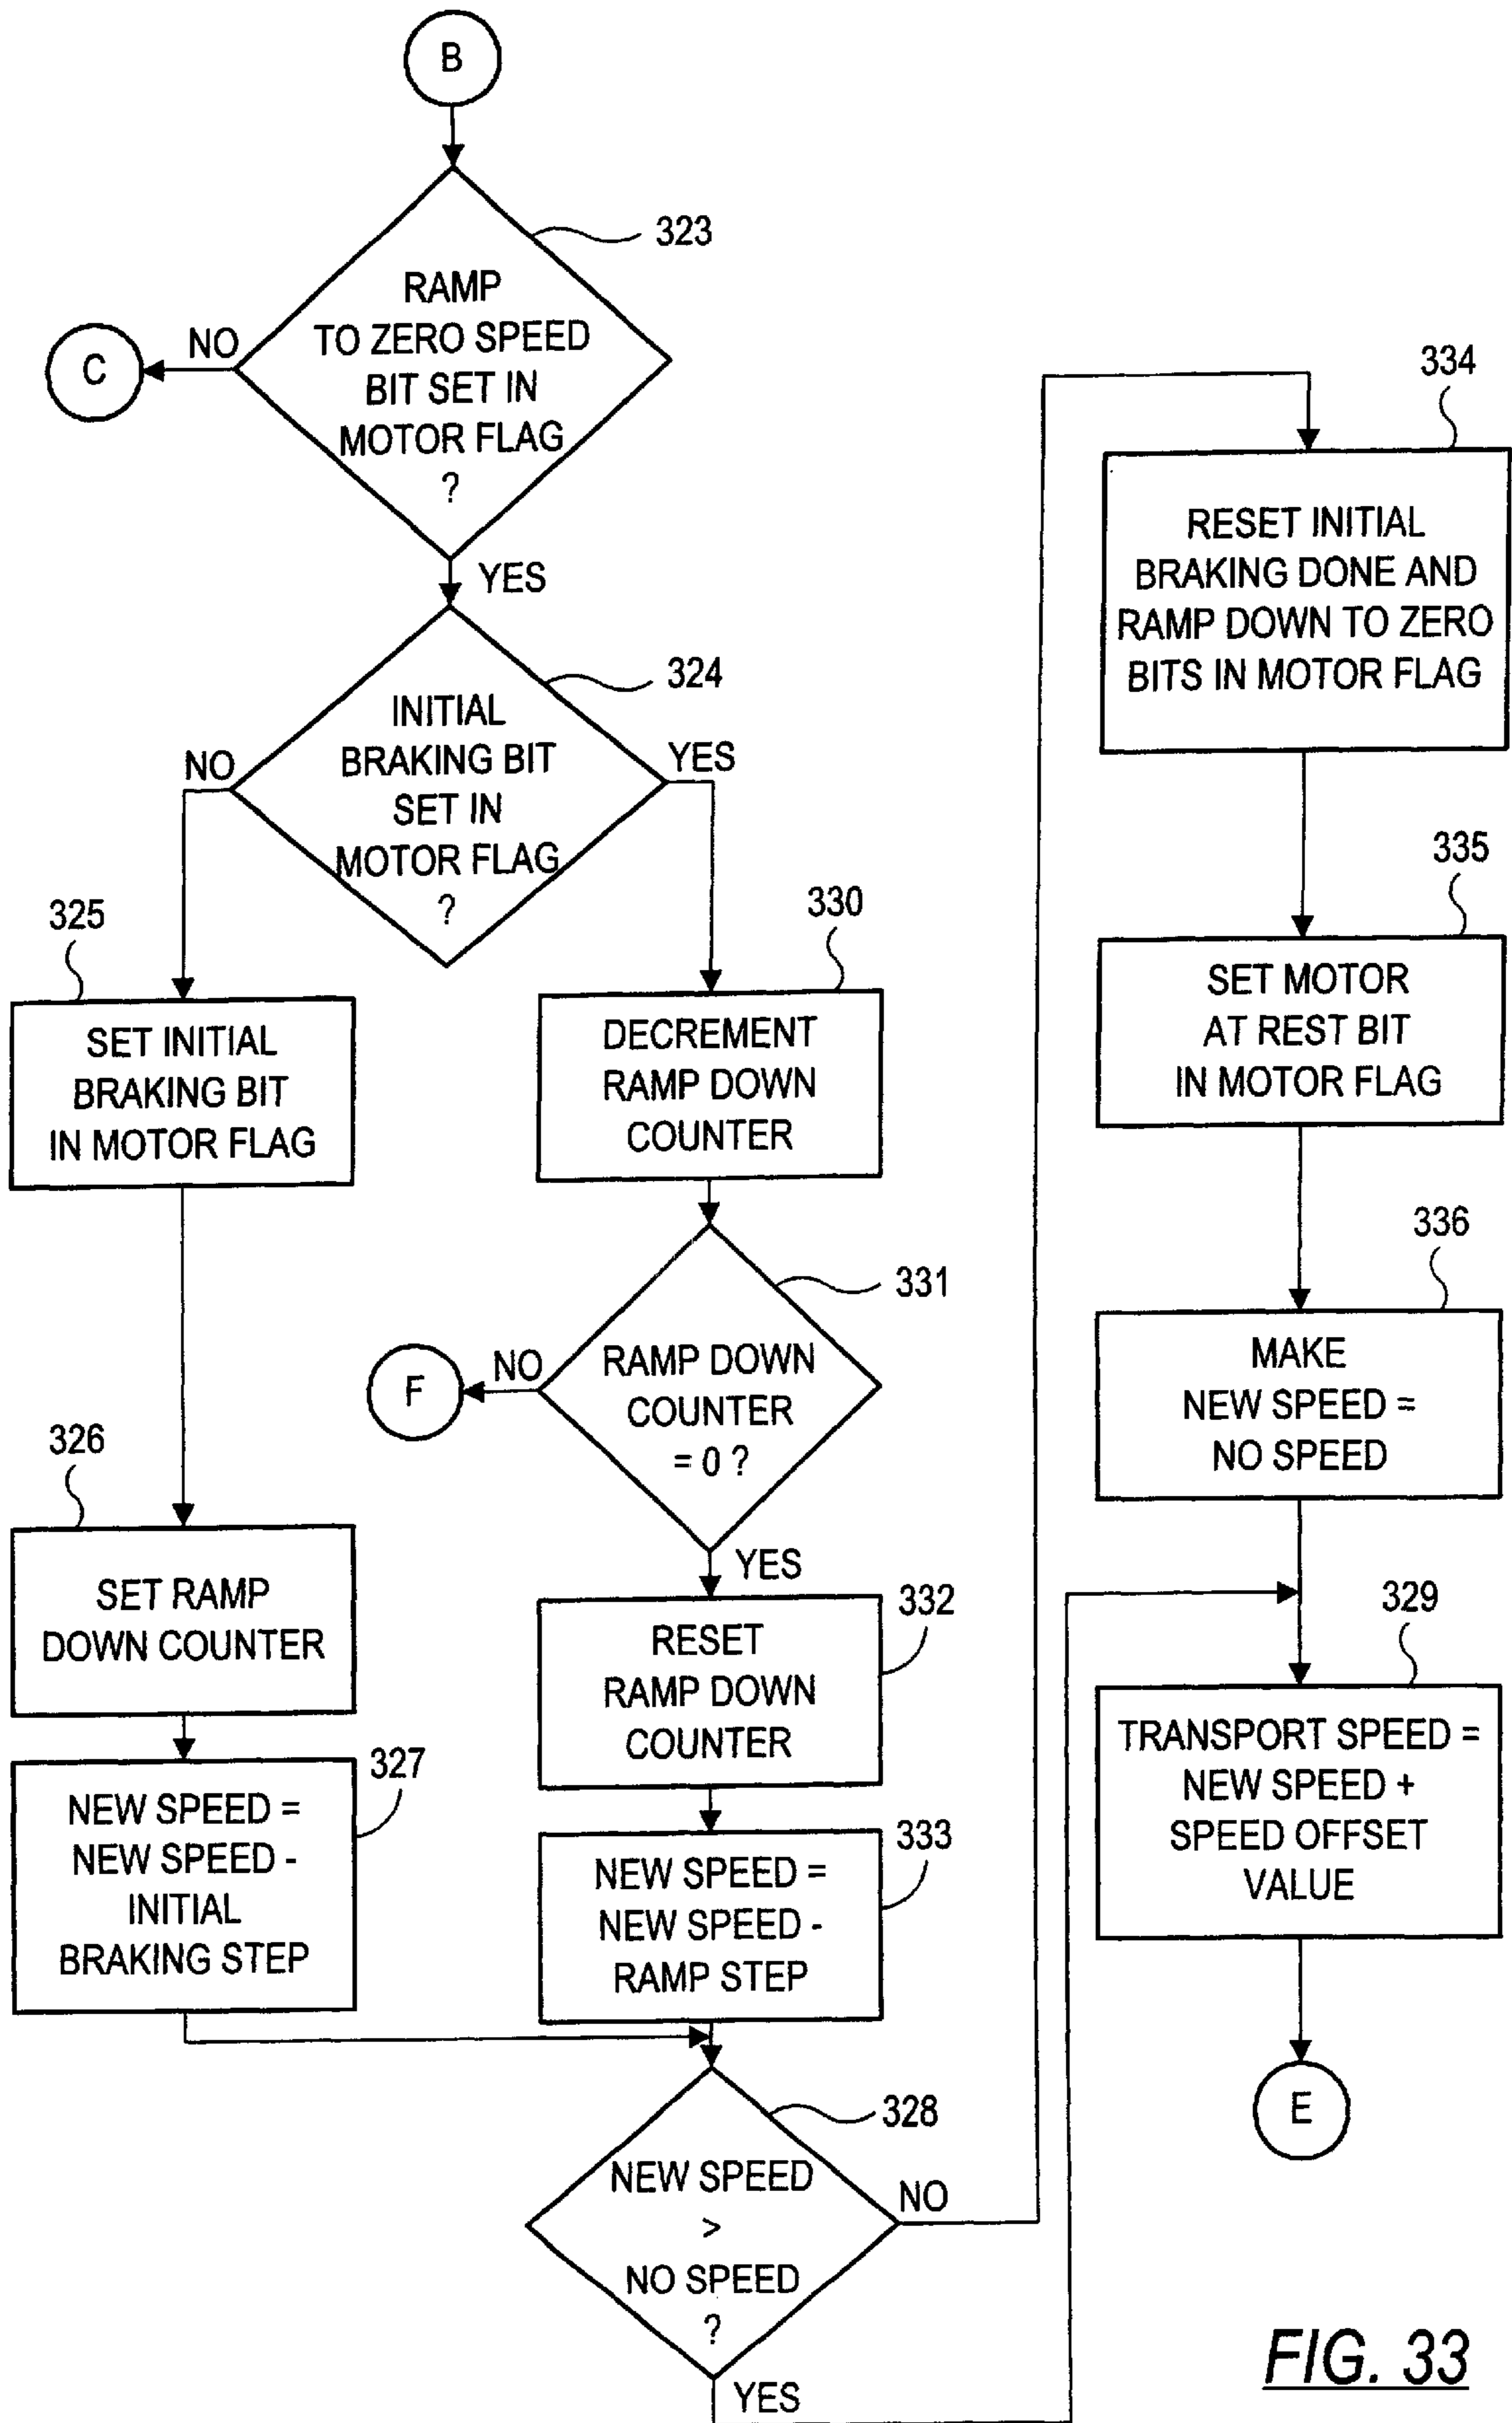 B
323
RAMP
TO ZERO SPEED
BIT SET IN
MOTOR FLAG
?
NO
C
YES
324
INITIAL
BRAKING BIT
SET IN
MOTOR FLAG
?
NO
YES
325
SET INITIAL
BRAKING BIT
IN MOTOR FLAG
326
SET RAMP
DOWN COUNTER
327
NEW SPEED =
NEW SPEED -
INITIAL
BRAKING STEP
330
DECREMENT
RAMP DOWN
COUNTER
331
RAMP DOWN
COUNTER
= 0 ?
NO
F
YES
332
RESET
RAMP DOWN
COUNTER
333
NEW SPEED =
NEW SPEED -
RAMP STEP
328
NEW SPEED
>
NO SPEED
?
NO
YES
334
RESET INITIAL
BRAKING DONE AND
RAMP DOWN TO ZERO
BITS IN MOTOR FLAG
335
SET MOTOR
AT REST BIT
IN MOTOR FLAG
336
MAKE
NEW SPEED =
NO SPEED
329
TRANSPORT SPEED =
NEW SPEED +
SPEED OFFSET
VALUE
E
FIG. 33